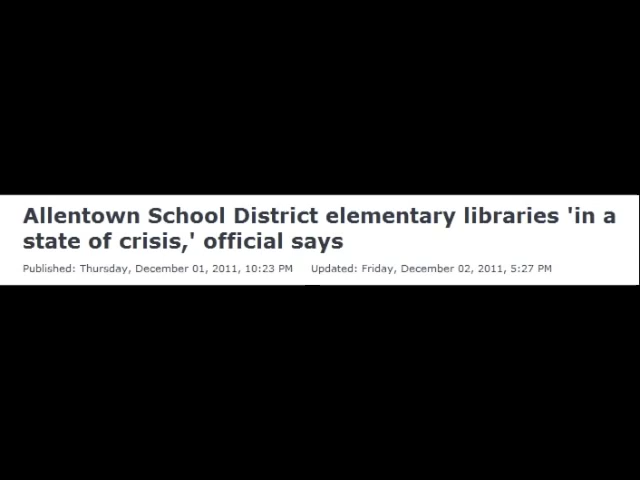 Allentown School District elementary libraries 'in a
state of crisis,' official says
Published: Thursday, December 01, 2011, 10:23 PM Updated: Friday, December 02, 2011, 5:27 PM